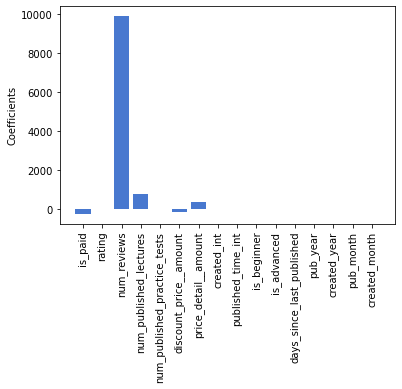 10000
8000
6000
4000
2000
0
Coefficients
is_paid
rating
num_reviews
num_published_lectures
num_published_practice_tests
discount_price__amount
price_detail__amount
created_int
published_time_int
is_beginner
is_advanced
days_since_last_published
pub_year
created_year
pub_month
created_month